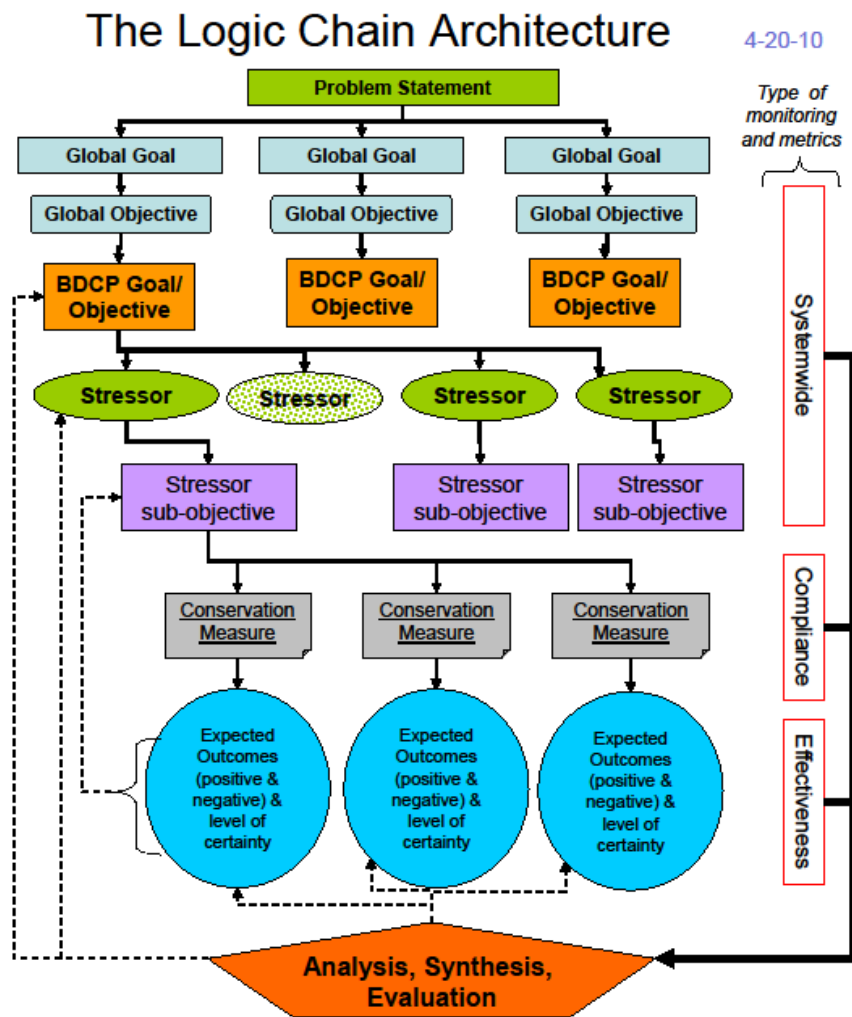 The Logic Chain Architecture
4-20-10
Type of
monitoring
and metrics
Problem Statement
Global Goal
Global Goal
Global Goal
Global Objective
Global Objective
Global Objective
BDCP Goal/
Objective
BDCP Goal/
Objective
BDCP Goal/
Objective
Systemwide
Stressor
Stressor
Stressor
Stressor
Stressor
sub-objective
Stressor
sub-objective
Stressor
sub-objective
Conservation
Measure
Conservation
Measure
Conservation
Measure
Compliance
Expected
Outcomes
(positive &
negative) &
level of
certainty
Expected
Outcomes
(positive &
negative) &
level of
certainty
Expected
Outcomes
(positive &
negative) &
level of
certainty
Effectiveness
Analysis, Synthesis,
Evaluation